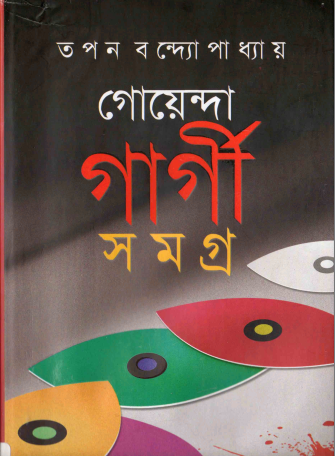 তপন বন্দ্যোপাধ্যায়
গোয়েন্দা
গার্গী
সমগ্র